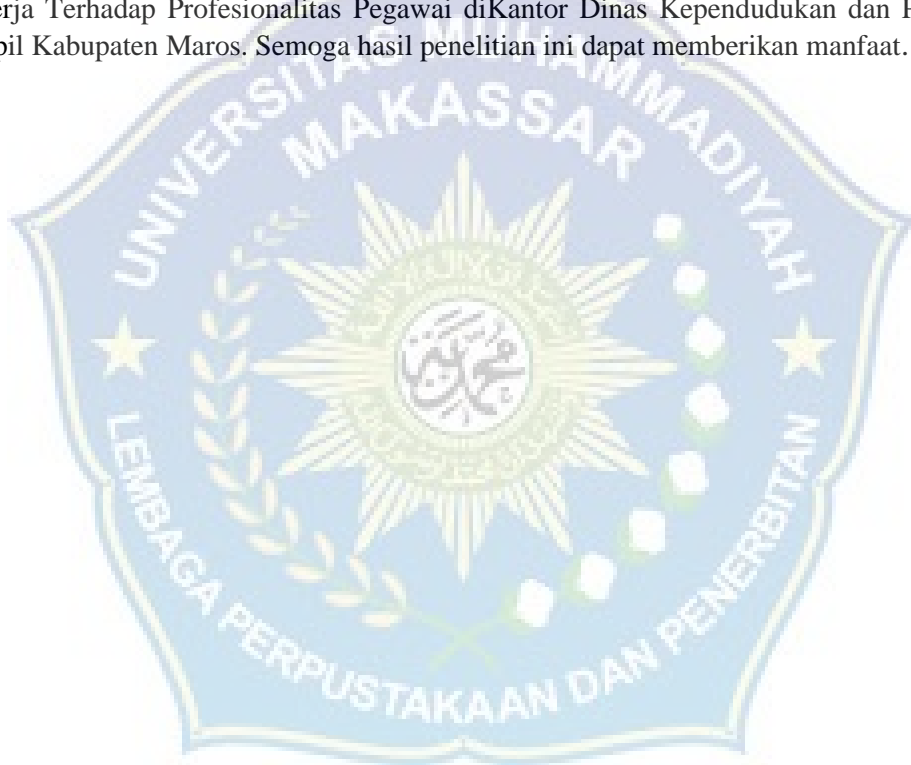 erja Terhadap Profesionalitas Pegawai diKantor Dinas Kependudukan dan
pil Kabupaten Maros. Semoga hasil penelitian ini dapat memberikan manfaat.
UNIVERSITAS MUHAMMADIYAH
MAKASSAR
محمدية
LEMBAGA PERPUSTAKAAN DAN PENERBITAN